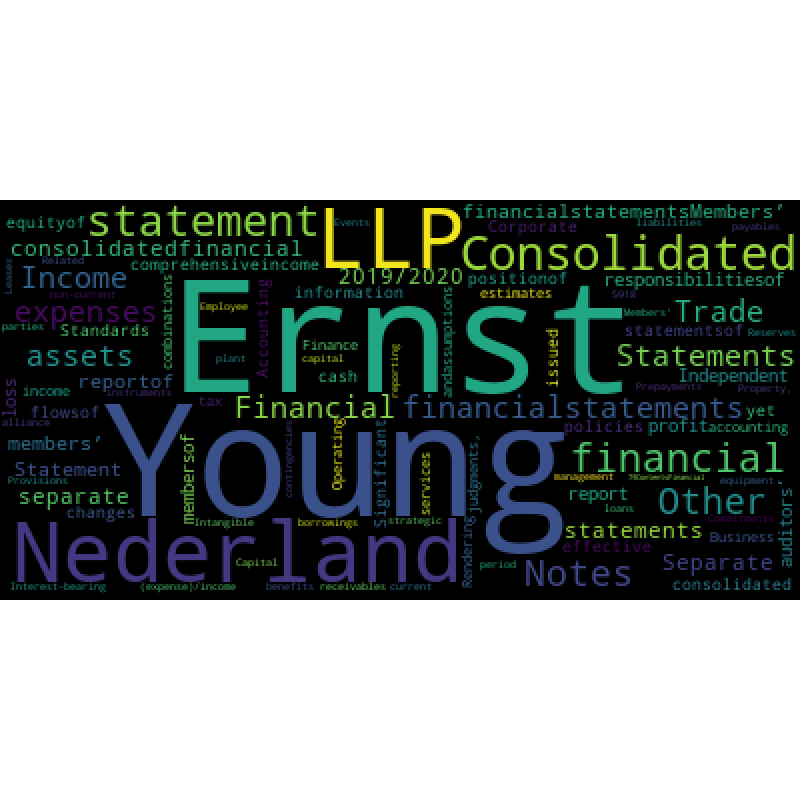 equityof
statement
LLP
Events
financialstatementsMembers'
Corporate
liabilities
payables
consolidatedfinancial
Consolidated
Related
comprehensiveincome
Leases
Income
2019/2020
positionof
responsibilitiesof
non-current
combinations
Ernst
Accounting
information
estimates
expenses
Employee
andassumptions
Members'
Trade
parties
Standards
Finance
issued
statementsof
Reserves
assets
plant
capital
reporting
Statements
cash
Independent
reportof
income
instruments
Prepayments
Property,
loss
tax
Financial
financialstatements
yet
flowsof
alliance
Young
contingencies
Operating
Significant
policies
profit
accounting
members'
membersof
judgments,
financial
Statement
services
Provisions
management
equipment
separate
report
Other
auditors'
loans
changes
Intangible
borrowings
strategic
Commitments
Nederland
Rendering
statements
Business
effective
Capital
period
Notes
Separate
Interest-bearing
(expense)/income
benefits
receivables
current
consolidated